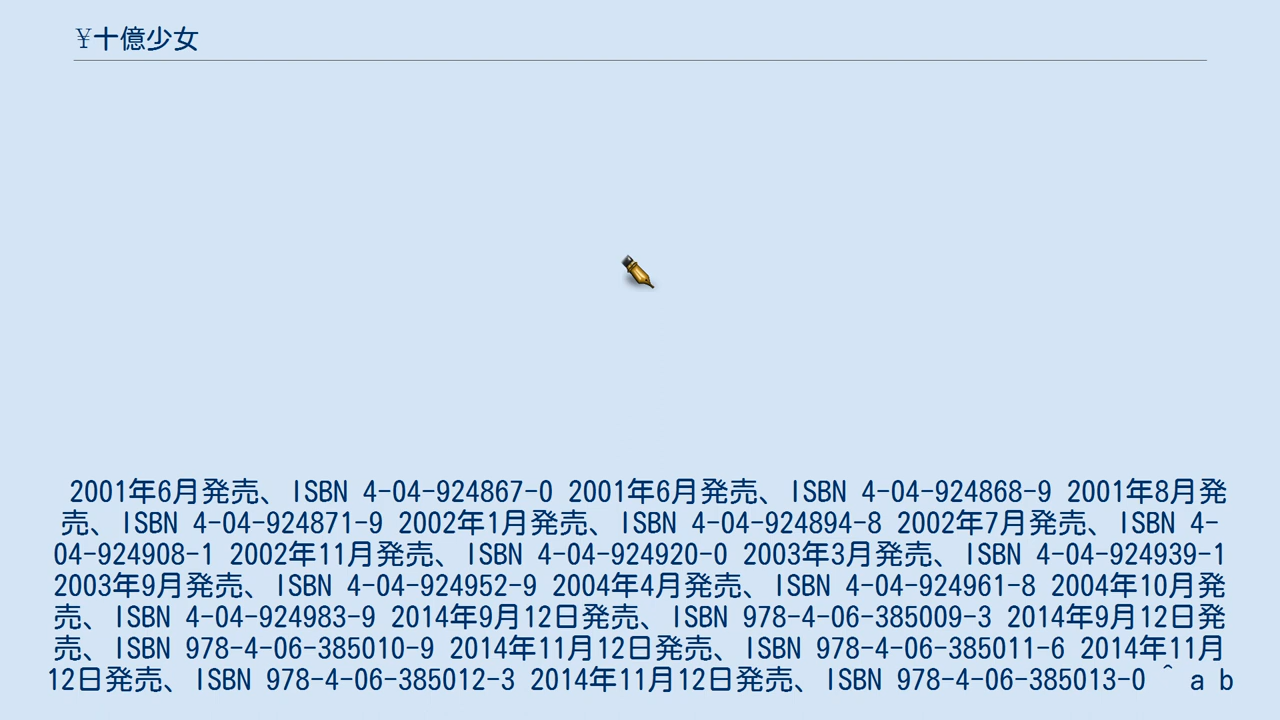 ¥十億少女
2001年6月発売、ISBN 4-04-924867-0 2001年6月発売、ISBN 4-04-924868-9 2001年8月発
売、ISBN 4-04-924871-9 2002年1月発売、ISBN 4-04-924894-8 2002年7月発売、ISBN 4-
04-924908-1 2002年11月発売、ISBN 4-04-924920-0 2003年3月発売、ISBN 4-04-924939-1
2003年9月発売、ISBN 4-04-924952-9 2004年4月発売、ISBN 4-04-924961-8 2004年10月発
売、ISBN 4-04-924983-9 2014年9月12日発売、ISBN 978-4-06-385009-3 2014年9月12日発
売、ISBN 978-4-06-385010-9 2014年11月12日発売、ISBN 978-4-06-385011-6 2014年11月
12日発売、ISBN 978-4-06-385012-3 2014年11月12日発売、ISBN 978-4-06-385013-0 ^ a b